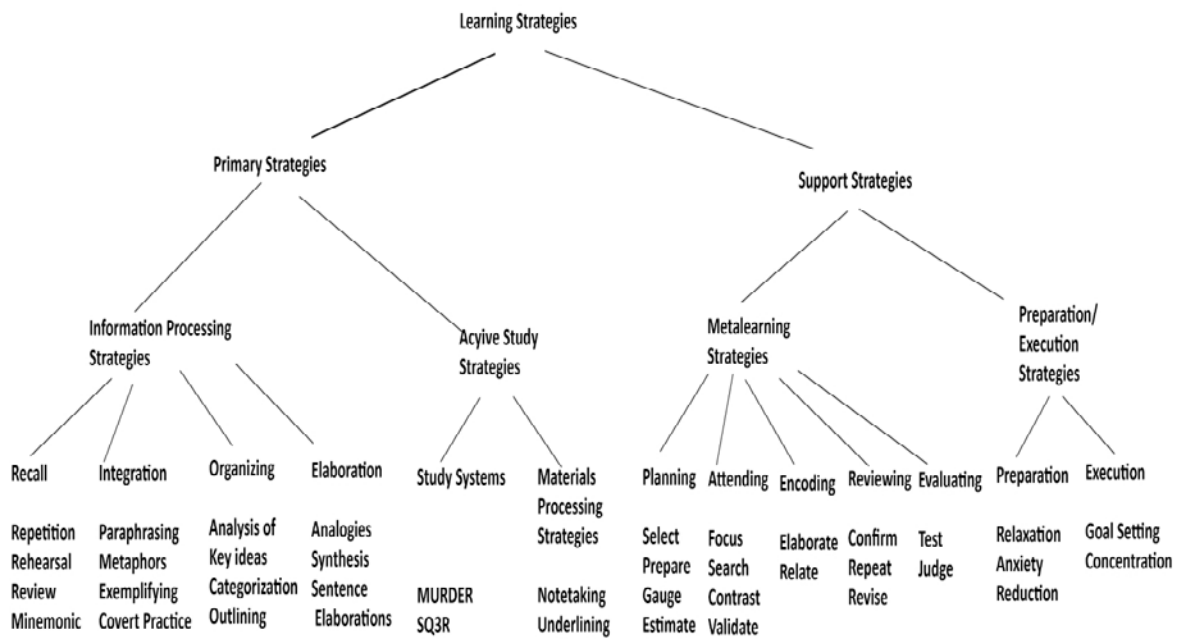 Learning Strategies
Primary Strategies
Support Strategies
Information Processing
Strategies
Acyive Study
Strategies
Metalearning
Strategies
Preparation/
Execution
Strategies
Recall
Repetition
Rehearsal
Review
Minemonic
Integration
Paraphrasing
Metaphors
Exemplifying
Covert Practice
Organizing
Analysis of
Key ideas
Categorization
Outlining
Elaboration
Analogies
Synthesis
Sentence
Elaborations
Study Systems
MURDER
SQ3R
Materials
Processing
Strategies
Notetaking
Underlining
Planning
Select
Prepare
Gauge
Estimate
Attending
Focus
Search
Contrast
Validate
Encoding
Elaborate
Relate
Reviewing
Confirm
Repeat
Revise
Evaluating
Test
Judge
Preparation
Relaxation
Anxiety
Reduction
Execution
Goal Setting
Concentration